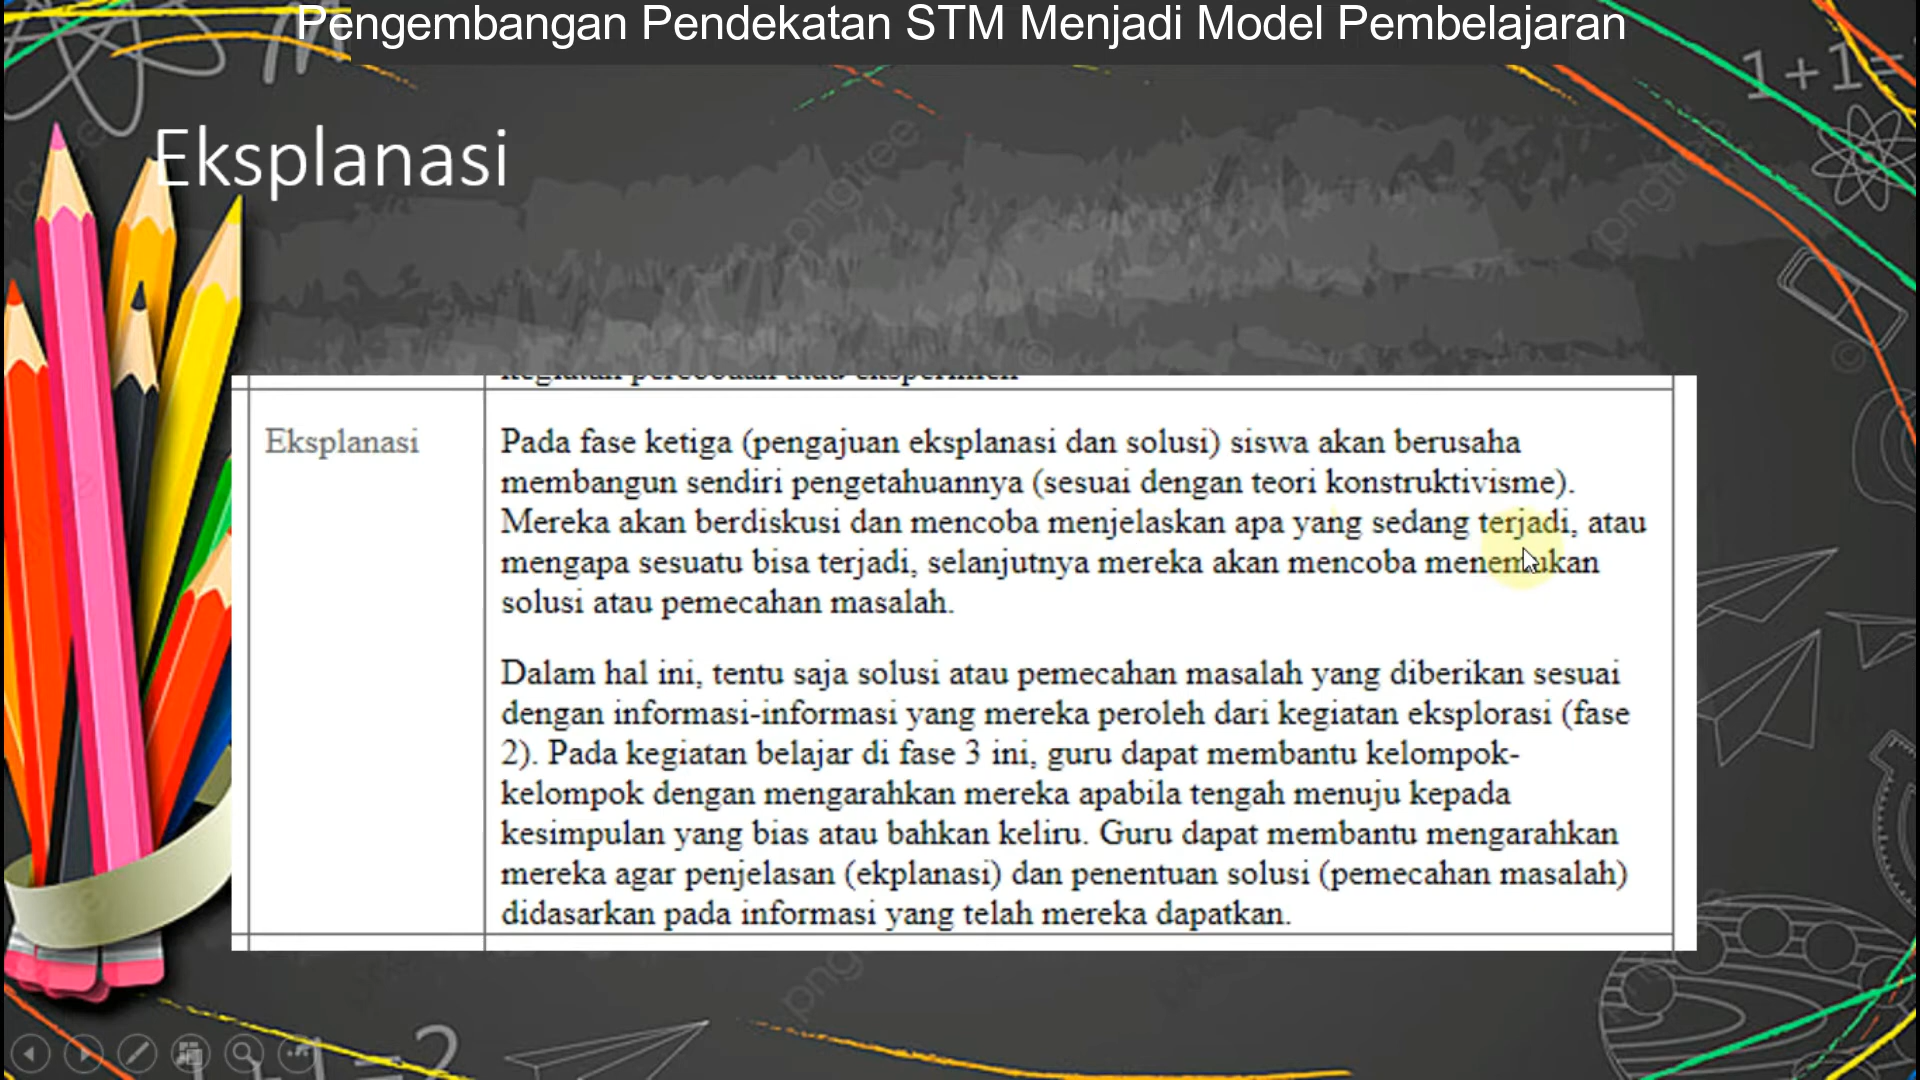 Pengembangan Pendekatan STM Menjadi Model Pembelajaran
1+1=
Eksplanasi
kegiatan percobaan atau eksperimen
Eksplanasi
Pada fase ketiga (pengajuan eksplanasi dan solusi) siswa akan berusaha
membangun sendiri pengetahuannya (sesuai dengan teori konstruktivisme).
Mereka akan berdiskusi dan mencoba menjelaskan apa yang sedang terjadi, atau
mengapa sesuatu bisa terjadi, selanjutnya mereka akan mencoba menemukan
solusi atau pemecahan masalah.
Dalam hal ini, tentu saja solusi atau pemecahan masalah yang diberikan sesuai
dengan informasi-informasi yang mereka peroleh dari kegiatan eksplorasi (fase
2). Pada kegiatan belajar di fase 3 ini, guru dapat membantu kelompok-
kelompok dengan mengarahkan mereka apabila tengah menuju kepada
kesimpulan yang bias atau bahkan keliru. Guru dapat membantu mengarahkan
mereka agar penjelasan (ekplanasi) dan penentuan solusi (pemecahan masalah)
didasarkan pada informasi yang telah mereka dapatkan.
pngtree